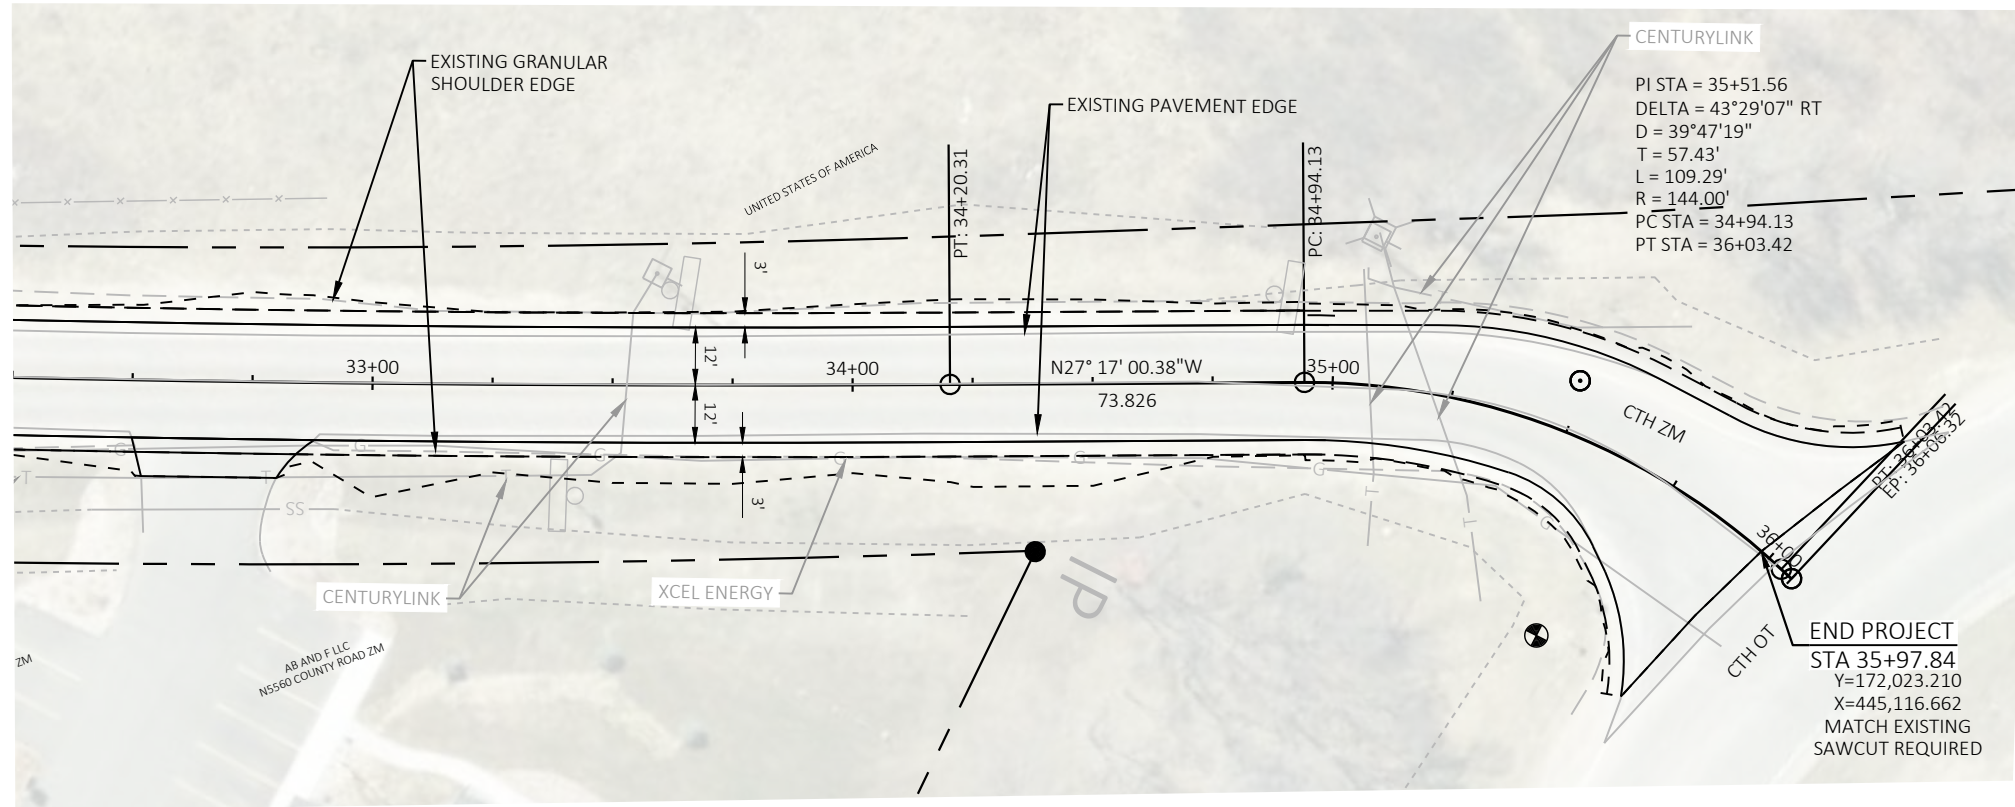 EXISTING GRANULAR
SHOULDER EDGE
EXISTING PAVEMENT EDGE
CENTURYLINK
PI STA = 35+51.56
DELTA = 43°29'07" RT
D = 39°47'19"
T = 57.43'
L = 109.29'
R = 144.00'
PC STA = 34+94.13
PT STA = 36+03.42
UNITED STATES OF AMERICA
PT: 34+20.31
PC: 34+94.13
3'
12'
33+00
34+00
N27° 17' 00.38"W
35+00
73.826
12'
3'
CTH ZM
PT: 36+03.42
EP: 36+06.32
36+00
G
G
G
G
G
G
G
T
T
T
T
T
SS
CENTURYLINK
XCEL ENERGY
IP
AB AND F LLC
N5560 COUNTY ROAD ZM
ZM
CTH OT
END PROJECT
STA 35+97.84
Y=172,023.210
X=445,116.662
MATCH EXISTING
SAWCUT REQUIRED